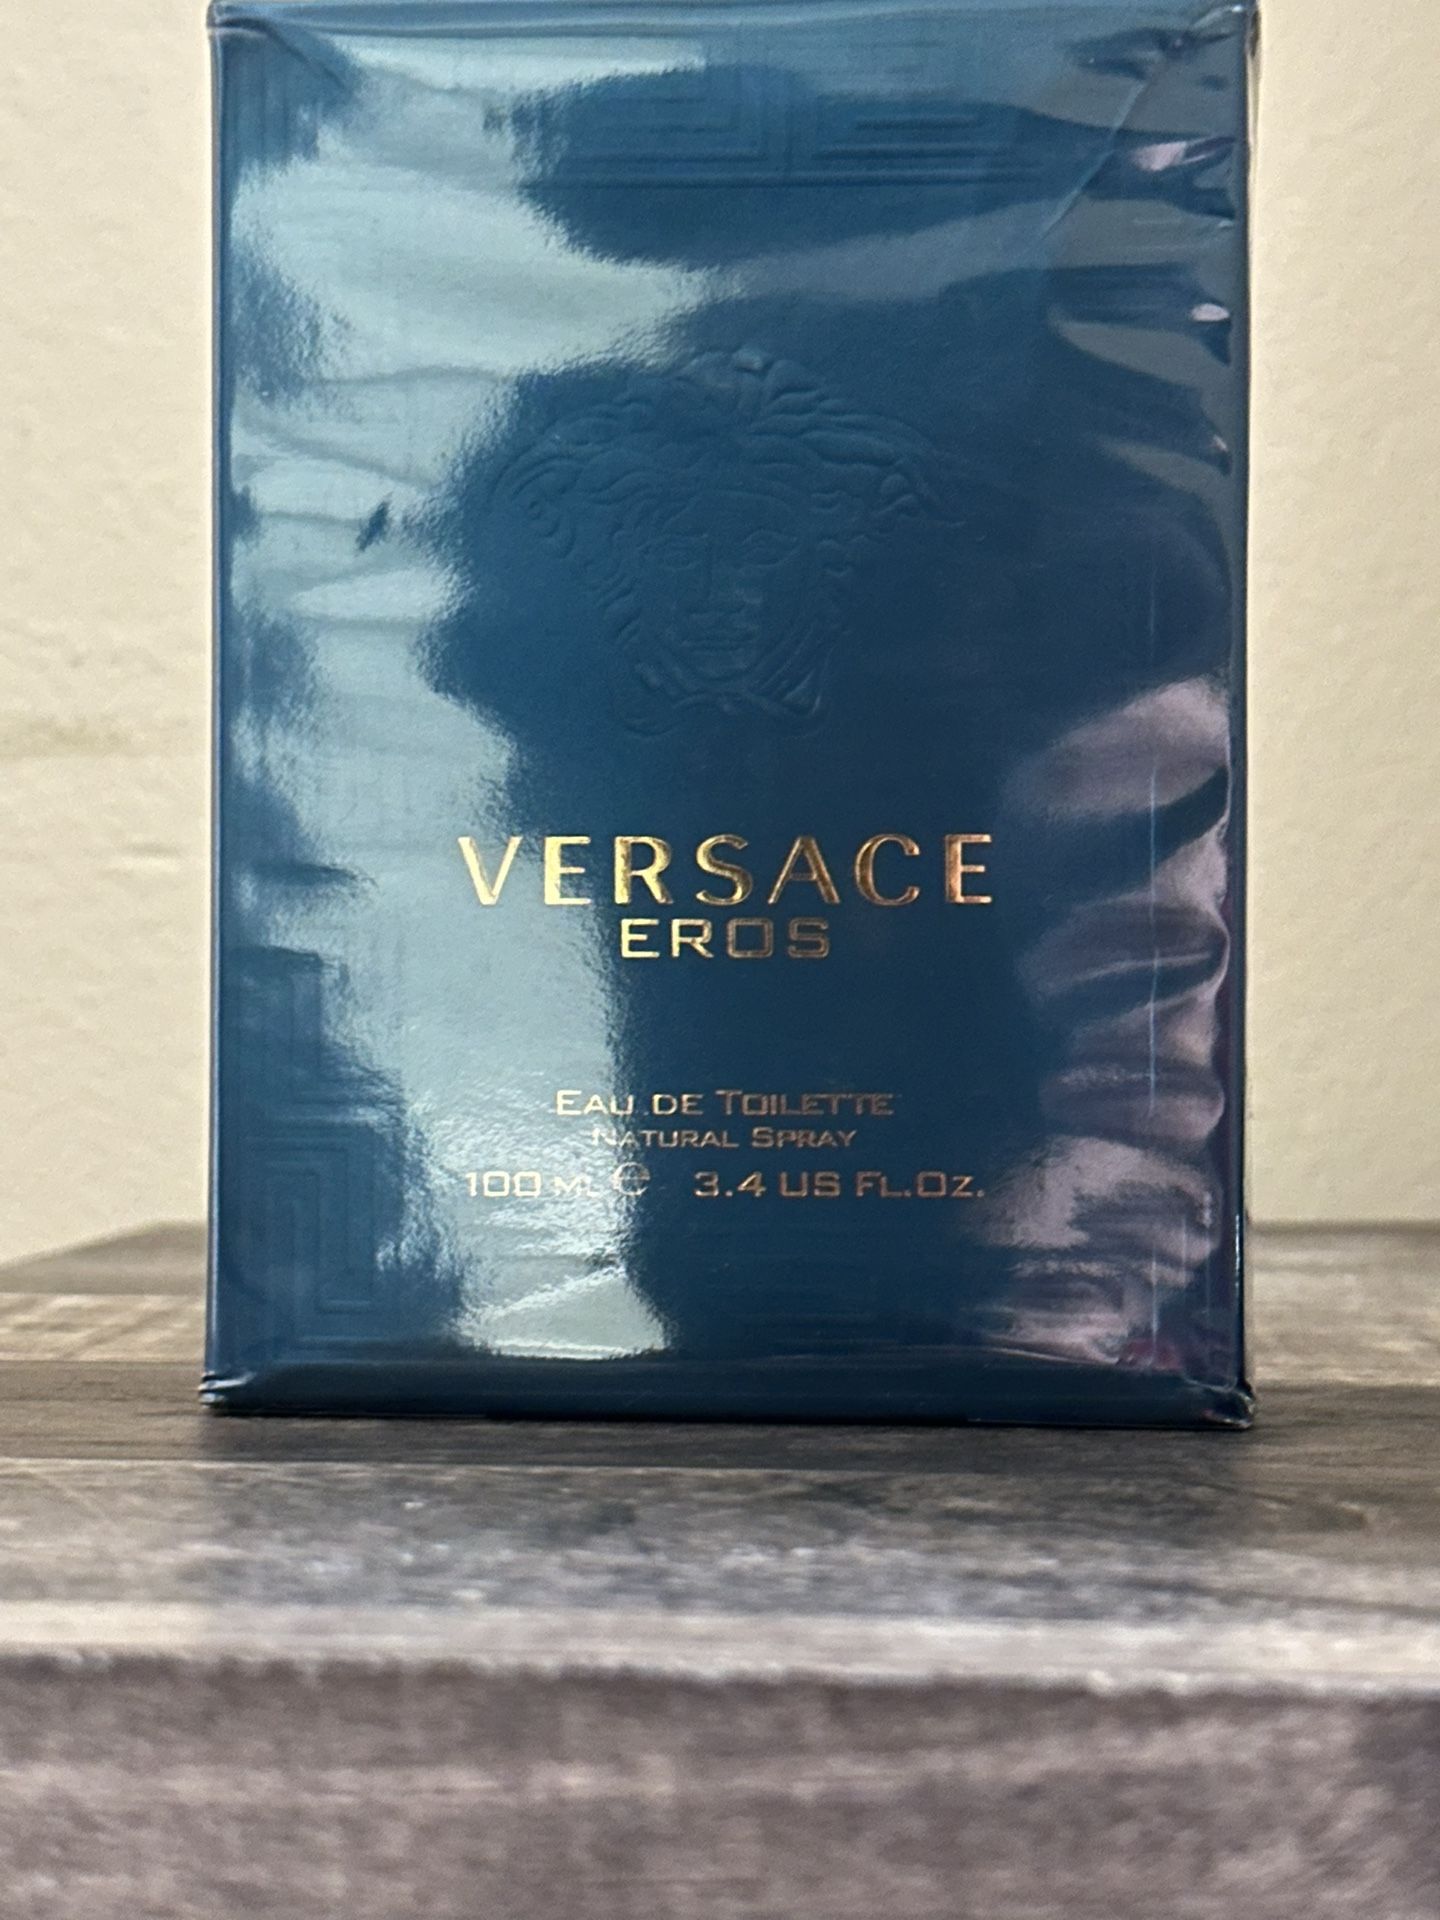 VERSACE
EROS
EAU DE TOILETTE
NATURAL SPRAY
100 ML ℮ 3.4 US FL.OZ.